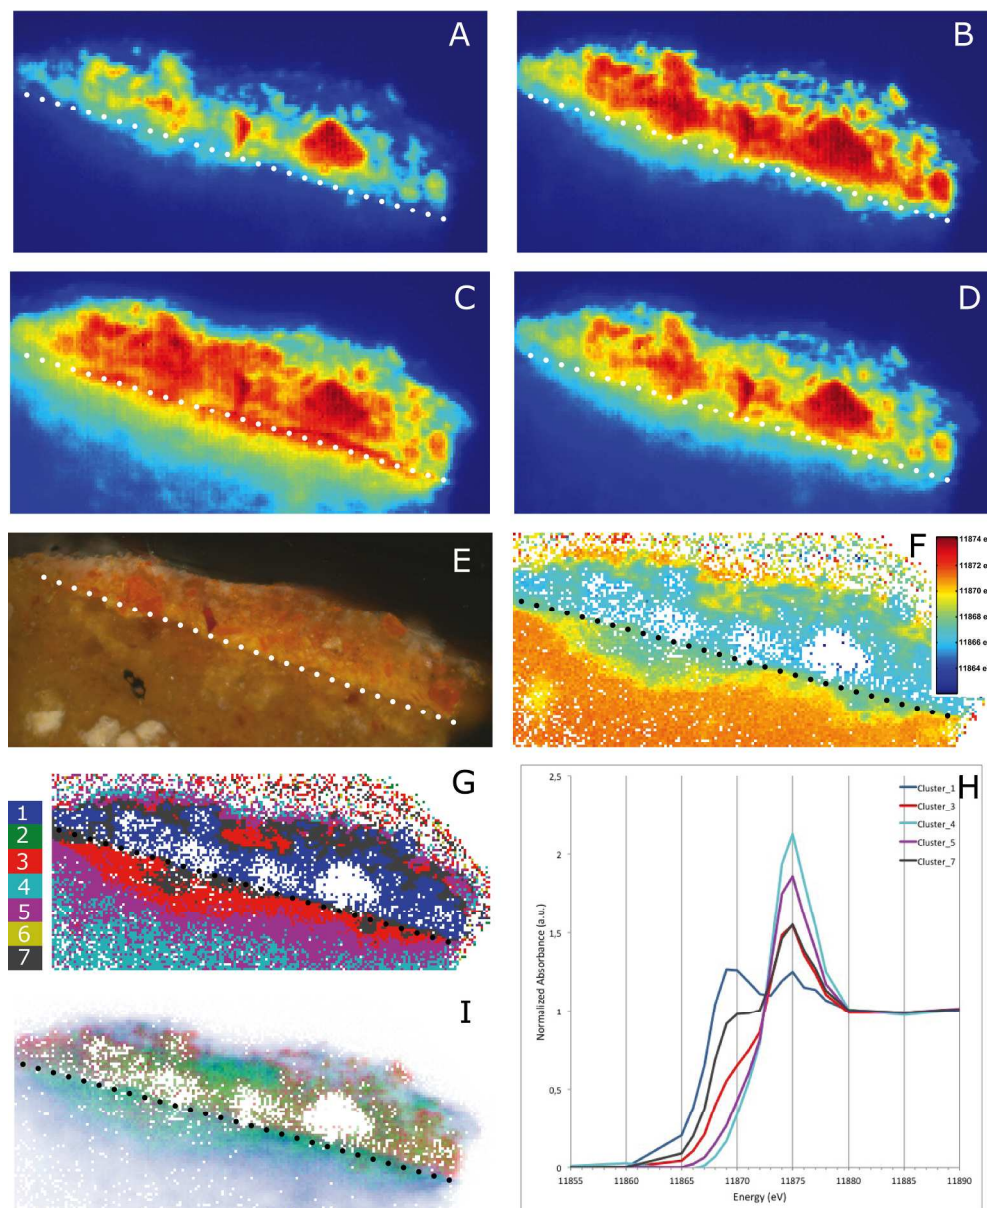 A
B
C
D
E
F
11874 e
11872 e
11870 e
11868 e
11866 e
11864 e
G
1
2
3
4
5
6
7
H
Cluster_1
Cluster_3
Cluster_4
Cluster_5
Cluster_7
2,5
2
1,5
1
0,5
0
Normalized Absorbance (a.u.)
11855
11860
11865
11870
11875
11880
11885
11890
Energy (eV)
I